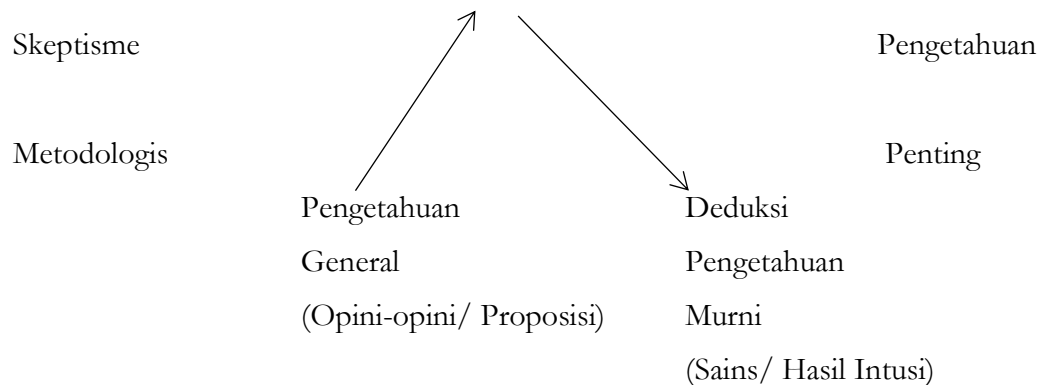 Skeptisme Pengetahuan
Metodologis Penting
Pengetahuan Deduksi
General Pengetahuan
(Opini-opini/ Proposisi) Murni
(Sains/ Hasil Intusi)